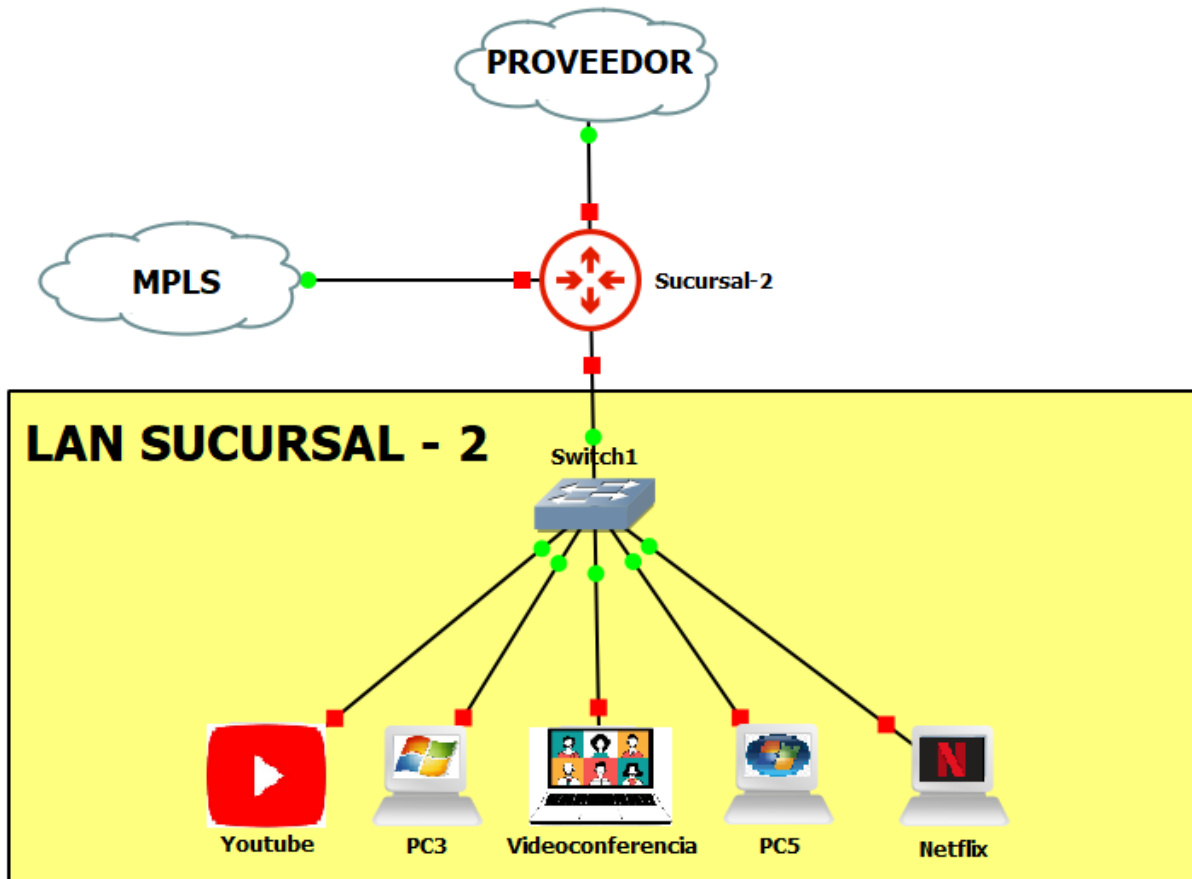 PROVEEDOR
MPLS
Sucursal-2
LAN SUCURSAL - 2
Switch1
N
Youtube
PC3
Videoconferencia
PC5
Netflix